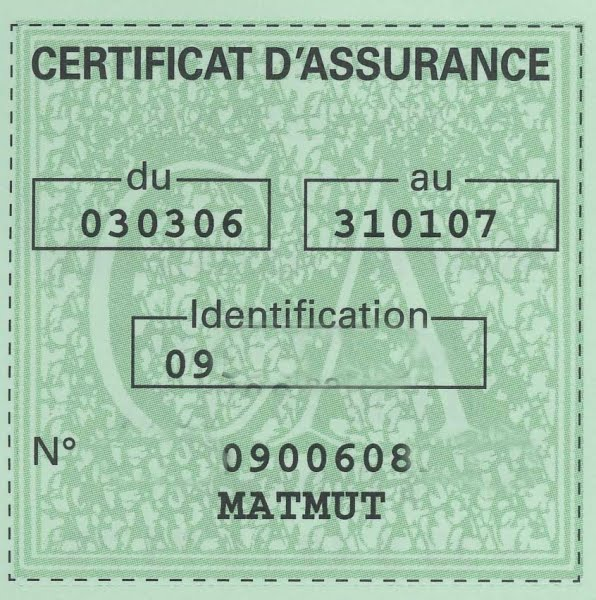 CERTIFICAT D'ASSURANCE
du au
030306 310107
Identification
09
N° 0900608
MATMUT